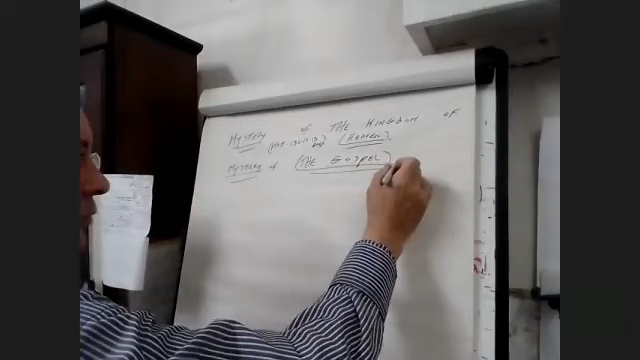 MYSTERY of THE KINGDOM OF
(HEAVEN)
MYSTERY of (THE GOSPEL)